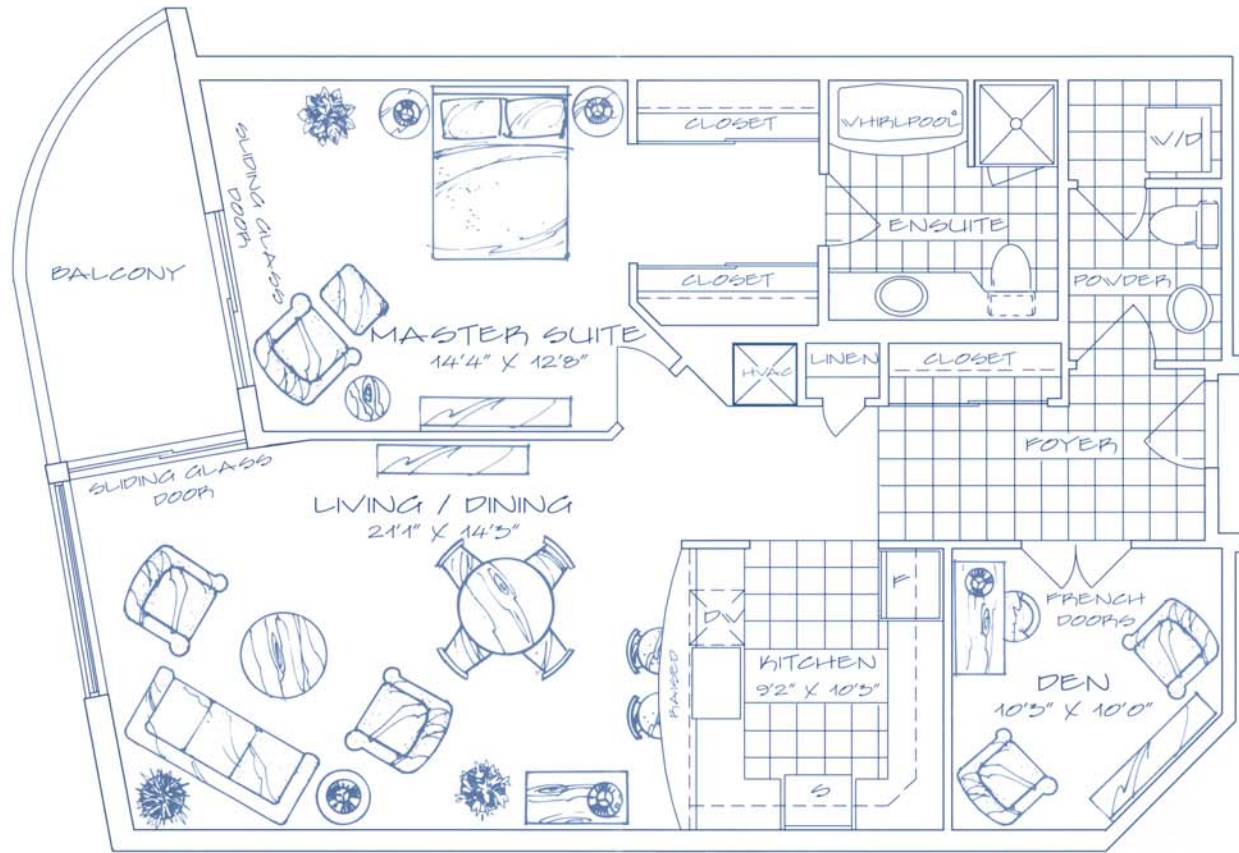 CLOSET
WHIRLPOOL
W/D
SLIDING GLASS
DOOR
BALCONY
ENSUITE
CLOSET
POWDER
MASTER SUITE
14'4" X 12'8"
HVAC
LINEN
CLOSET
FOYER
SLIDING GLASS
DOOR
LIVING / DINING
21'1" X 14'3"
F
DW
FRENCH
DOORS
KITCHEN
9'2" X 10'3"
RAISED
DEN
10'3" X 10'0"
S